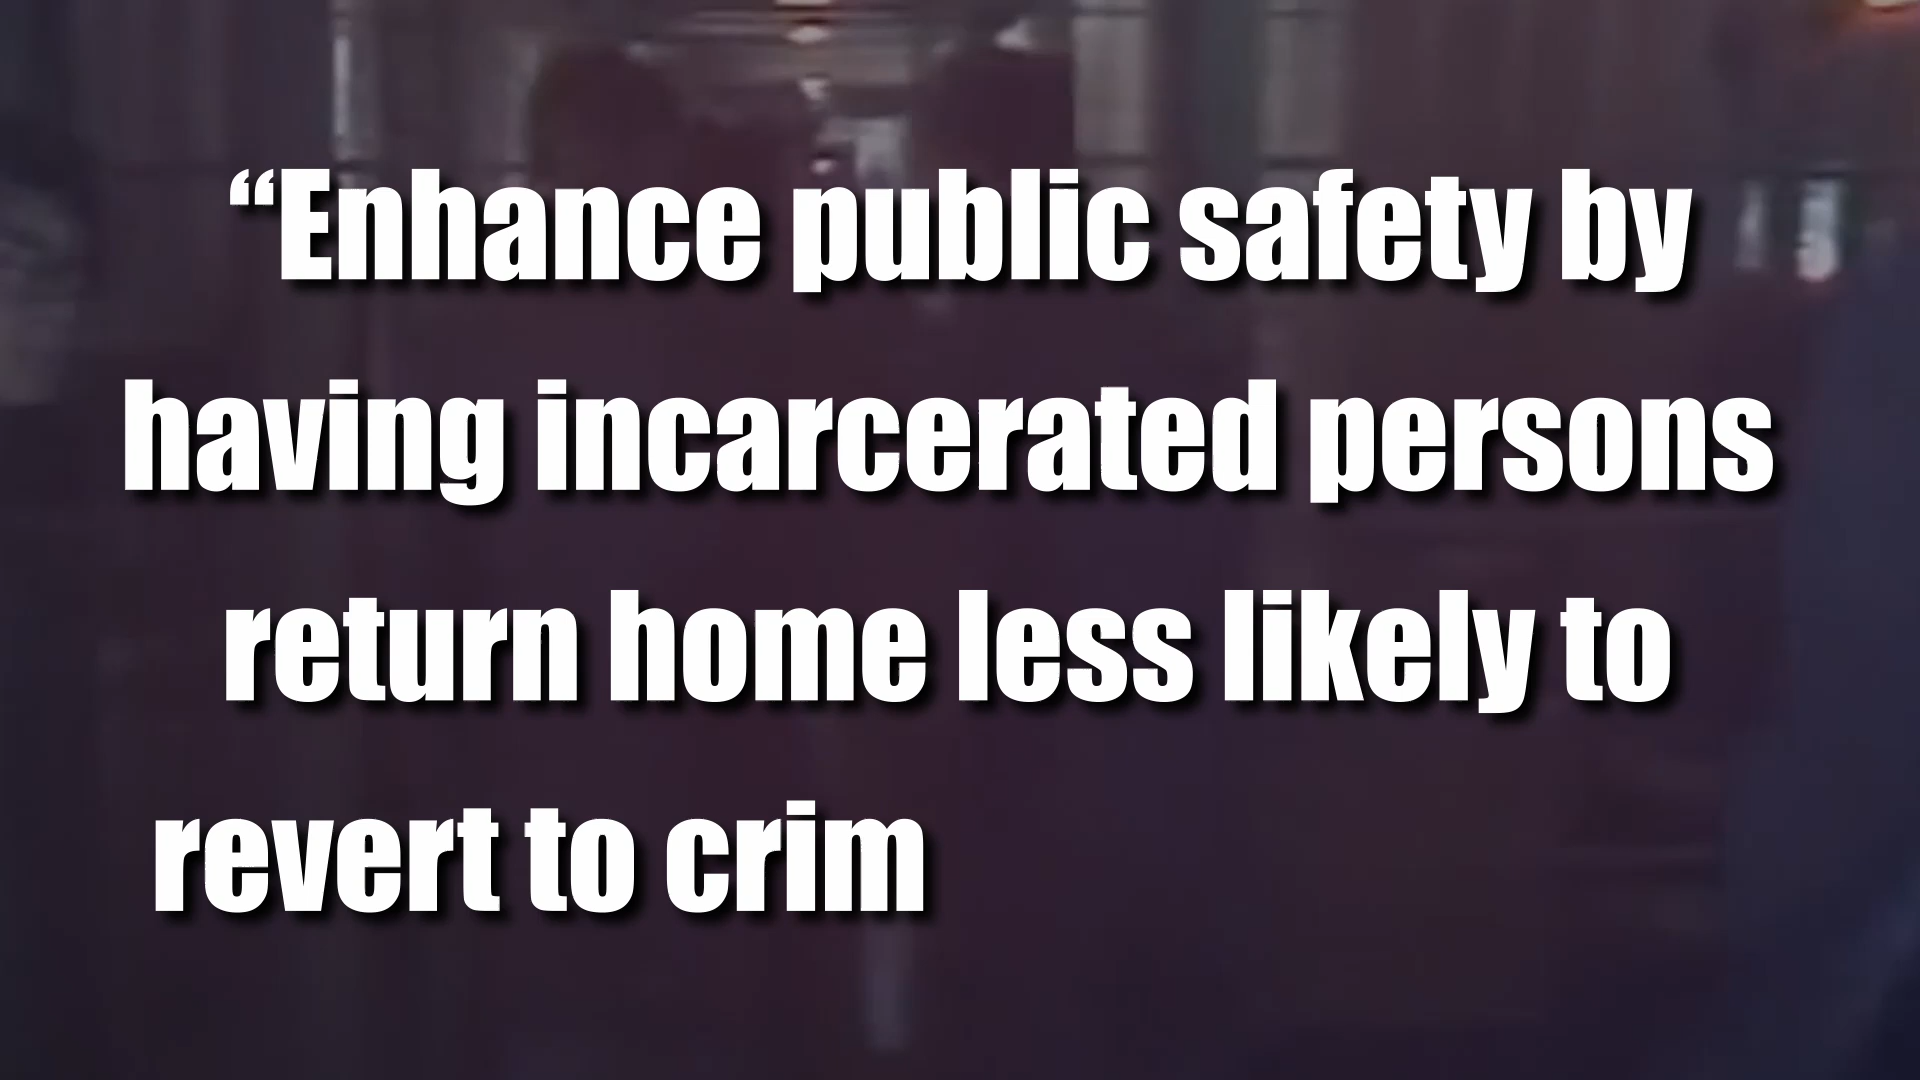 “Enhance public safety by
having incarcerated persons
return home less likely to
revert to crim